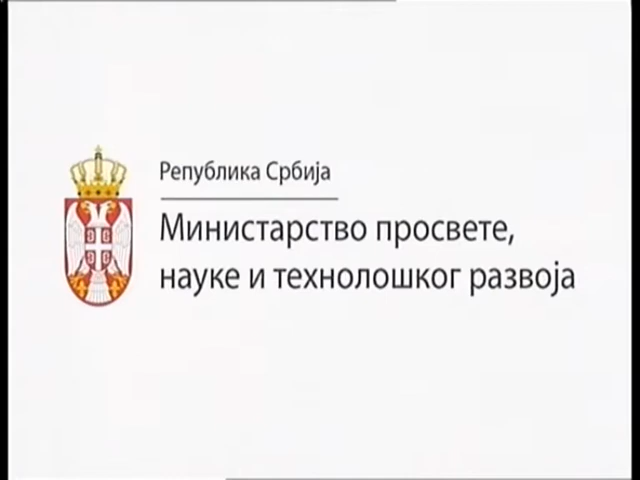 Република Србија
Министарство просвете,
науке и технолошког развоја